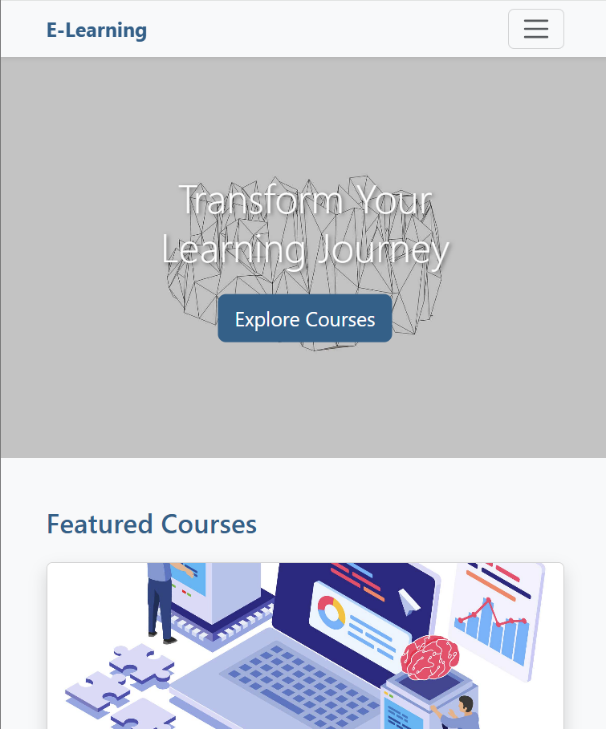 E-Learning
Transform Your
Learning Journey
Explore Courses
Featured Courses